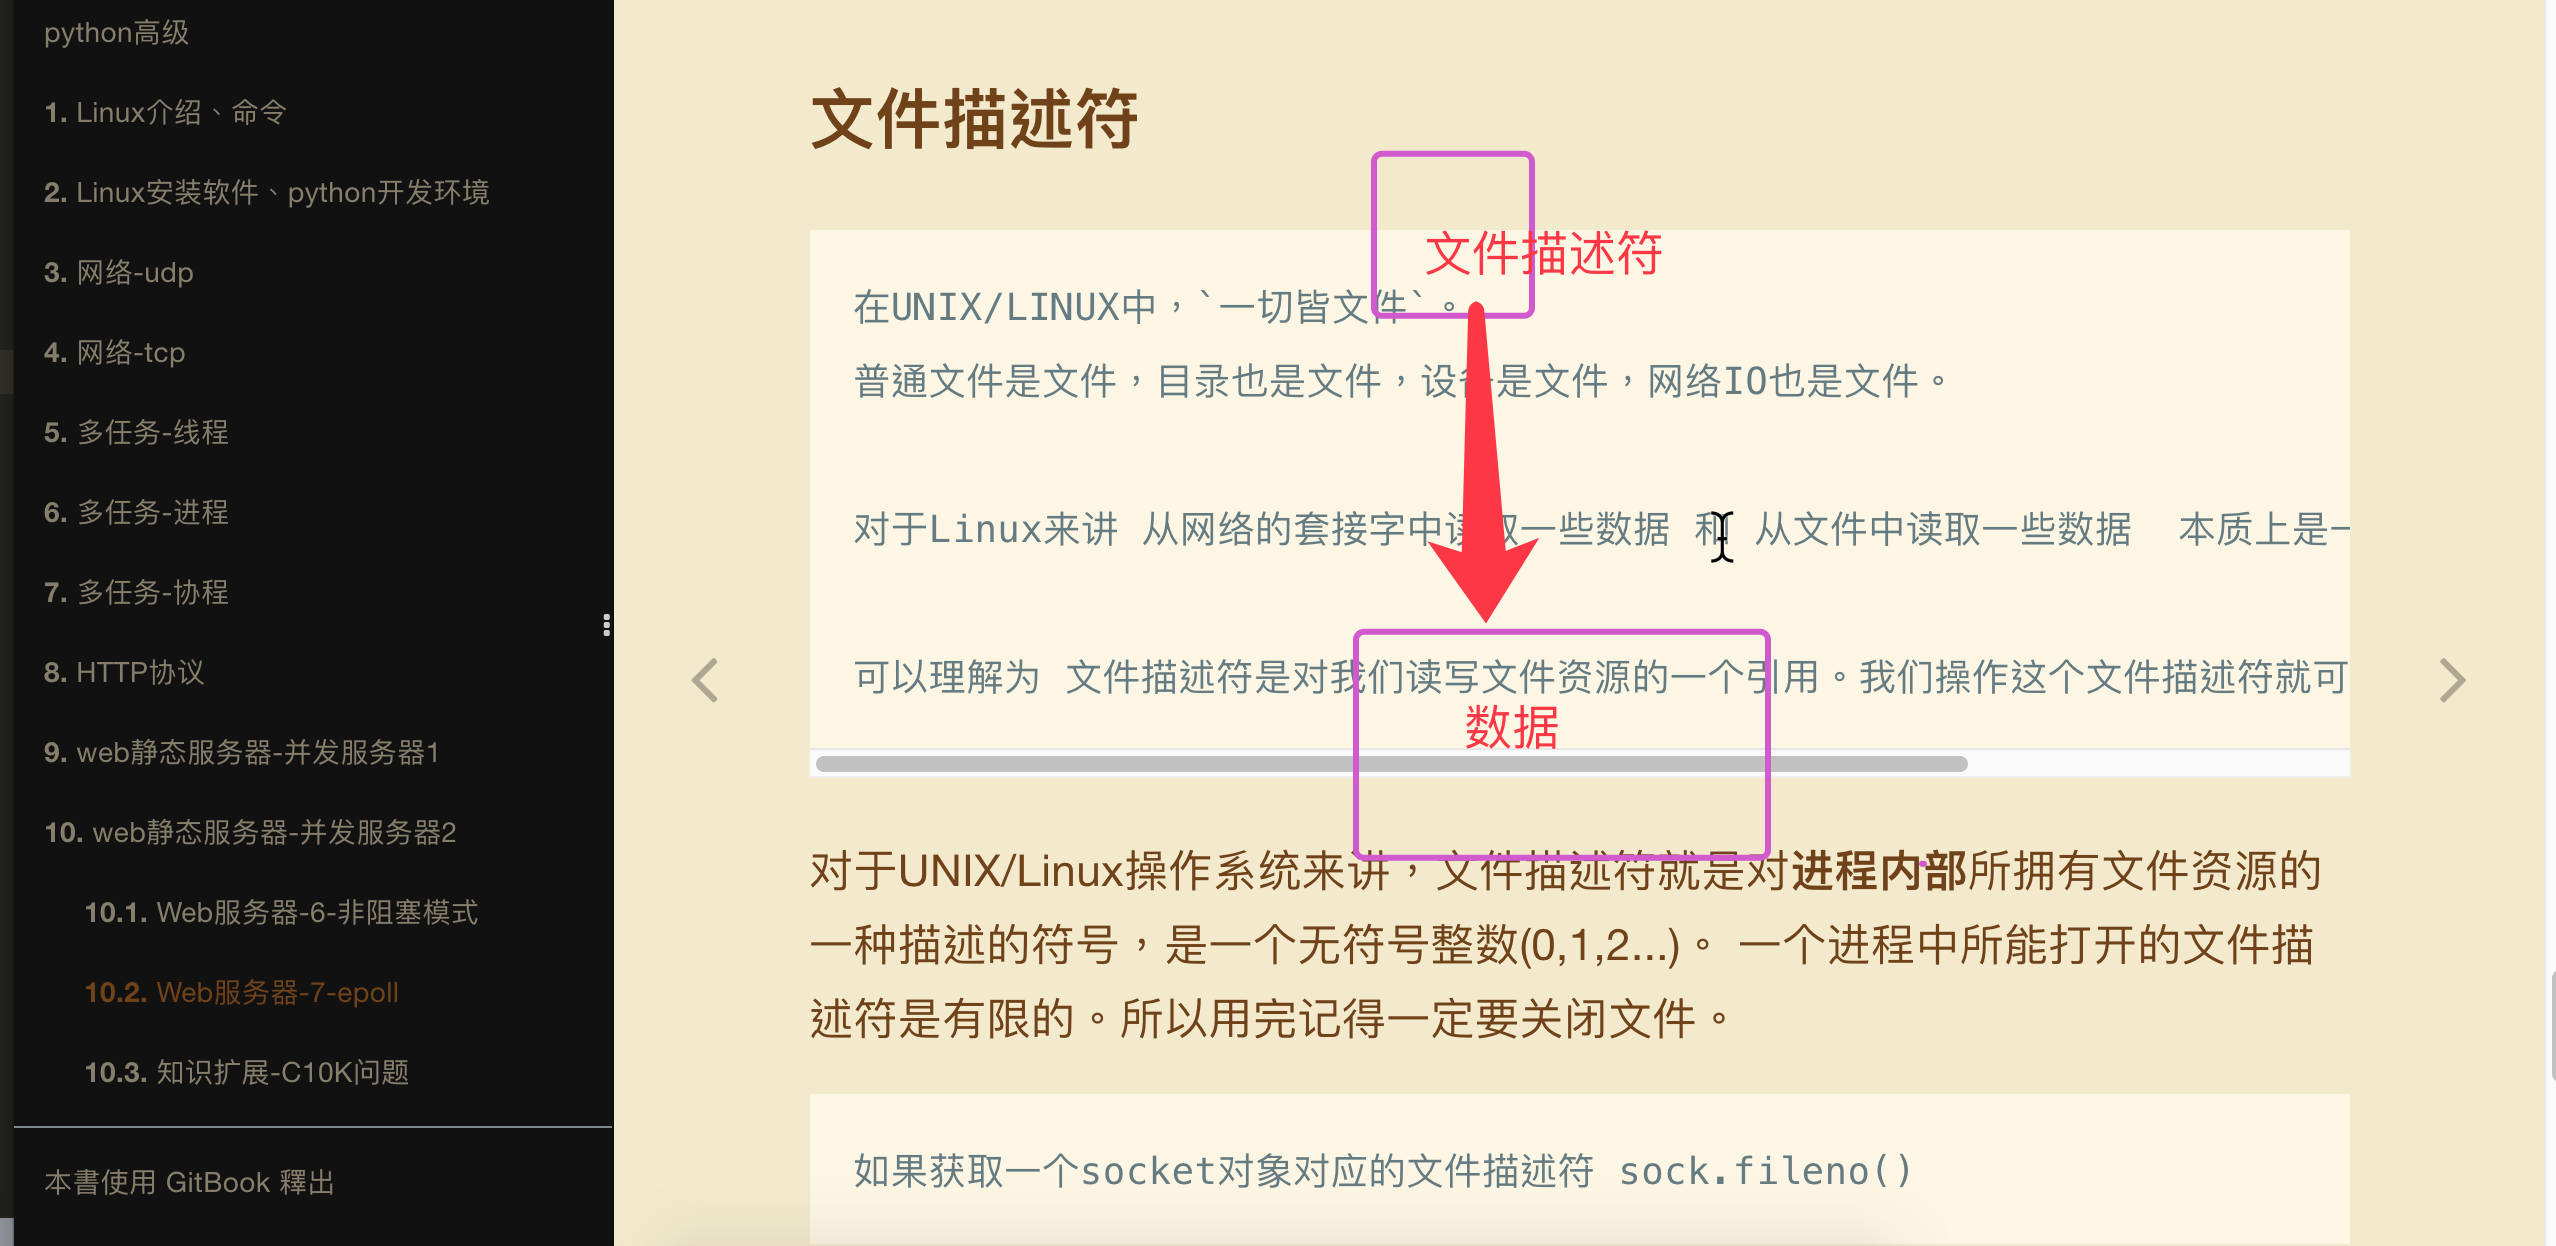 python高级
1. Linux介绍、命令
2. Linux安装软件、python开发环境
3. 网络-udp
4. 网络-tcp
5. 多任务-线程
6. 多任务-进程
7. 多任务-协程
8. HTTP协议
9. web静态服务器-并发服务器1
10. web静态服务器-并发服务器2
10.1. Web服务器-6-非阻塞模式
10.2. Web服务器-7-epoll
10.3. 知识扩展-C10K问题
本書使用 GitBook 釋出
文件描述符
文件描述符
在UNIX/LINUX中，`一切皆文件`。
普通文件是文件，目录也是文件，设备是文件，网络IO也是文件。
对于Linux来讲 从网络的套接字中读取一些数据 和 从文件中读取一些数据  本质上是一
可以理解为 文件描述符是对我们读写文件资源的一个引用。我们操作这个文件描述符就可
数据
对于UNIX/Linux操作系统来讲，文件描述符就是对进程内部所拥有文件资源的
一种描述的符号，是一个无符号整数(0,1,2...)。 一个进程中所能打开的文件描
述符是有限的。所以用完记得一定要关闭文件。
如果获取一个socket对象对应的文件描述符 sock.fileno()